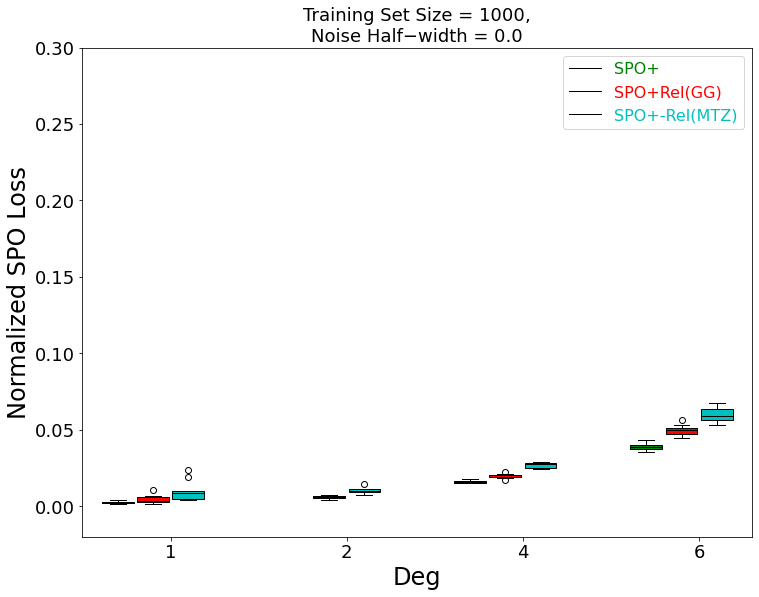 Training Set Size = 1000,
Noise Half−width = 0.0
SPO+
SPO+Rel(GG)
SPO+-Rel(MTZ)
Normalized SPO Loss
0.30
0.25
0.20
0.15
0.10
0.05
0.00
1 2 4 6
Deg